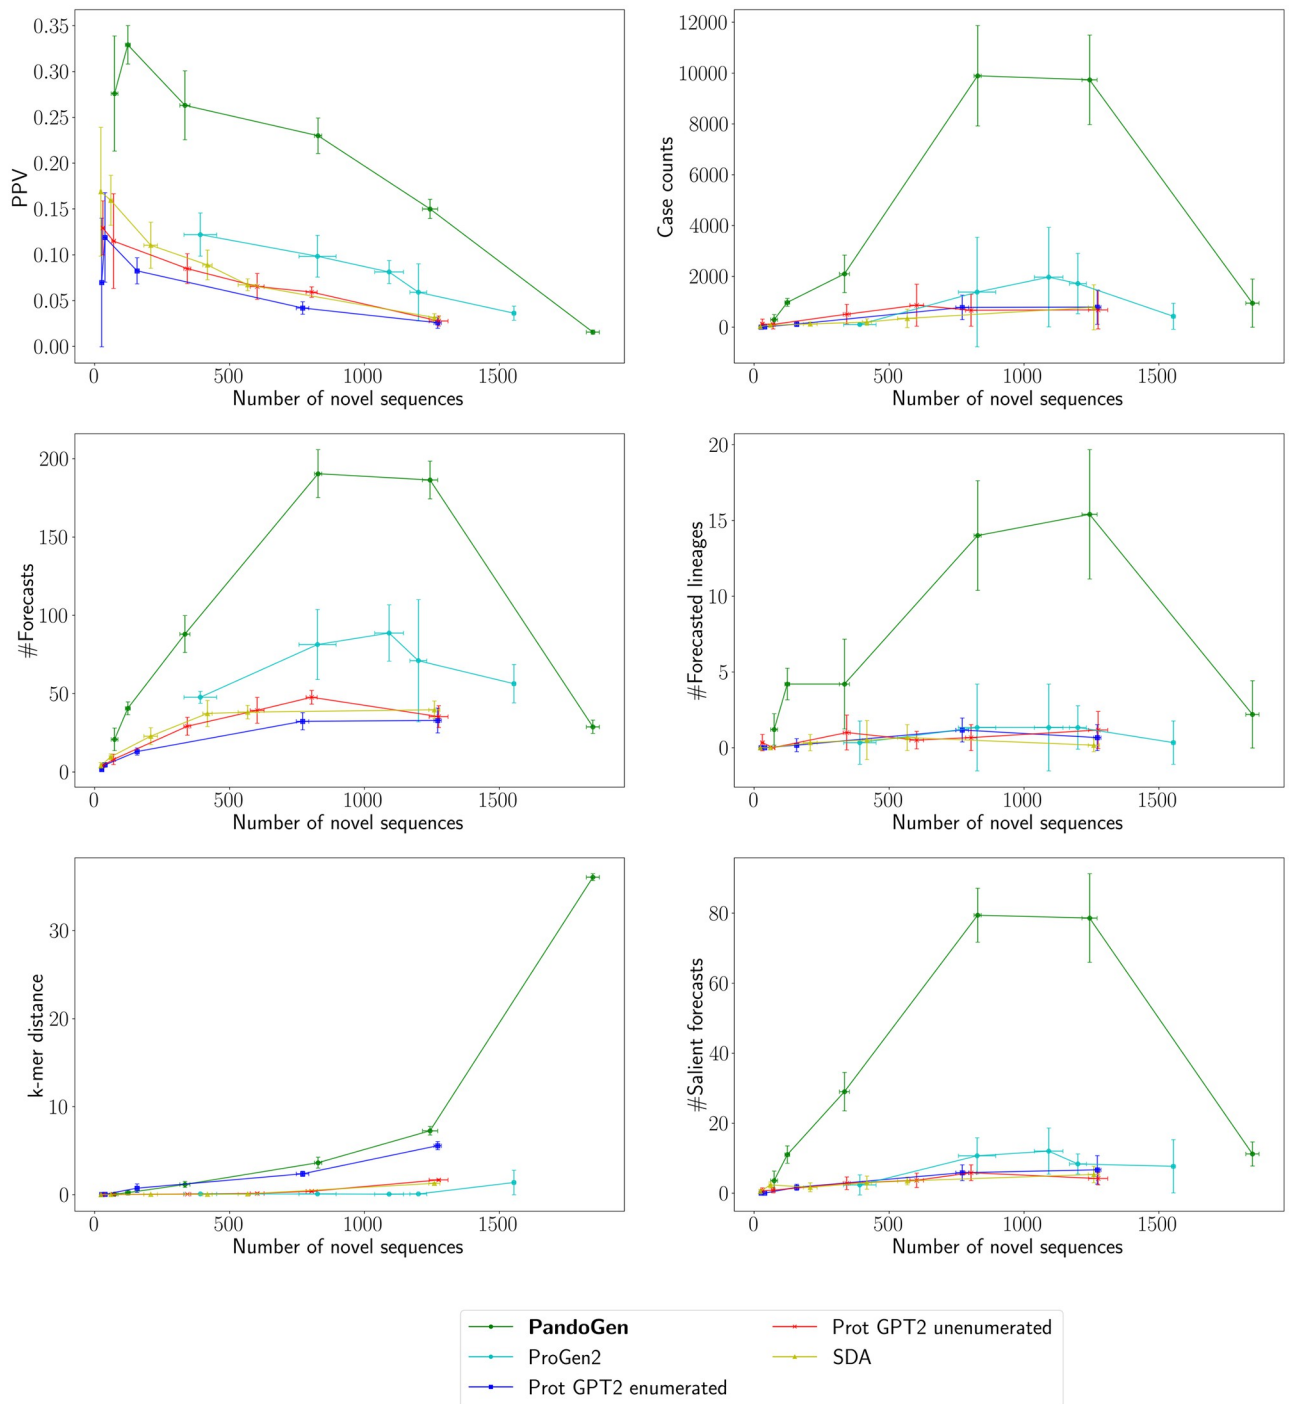 0.35
0.30
0.25
0.20
0.15
0.10
0.05
0.00
PPV
0 500 1000 1500
Number of novel sequences
12000
10000
8000
6000
4000
2000
0
Case counts
0 500 1000 1500
Number of novel sequences
200
150
100
50
0
#Forecasts
0 500 1000 1500
Number of novel sequences
20
15
10
5
0
#Forecasted lineages
0 500 1000 1500
Number of novel sequences
30
20
10
0
k-mer distance
0 500 1000 1500
Number of novel sequences
80
60
40
20
0
#Salient forecasts
0 500 1000 1500
Number of novel sequences
PandoGen
ProGen2
Prot GPT2 enumerated
Prot GPT2 unenumerated
SDA